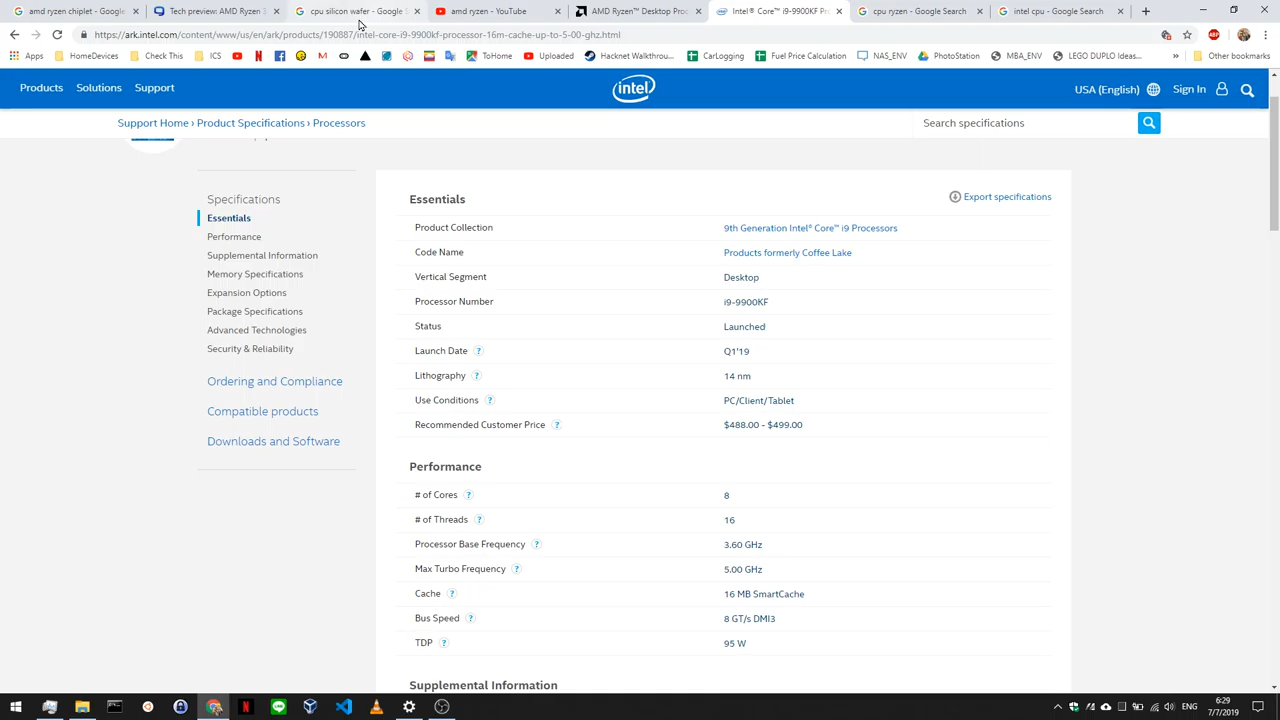 amd ryzen chiplet - Google S
Tech preview: AMD Ryzen 3
cpu silicon wafer - Google S
amd ryzen - YouTube
AMD Ryzen™ Desktop Proc
Intel® Core™ i9-9900KF Pr
cpu ryzen - Google Search
intel cpu - Google Search
https://ark.intel.com/content/www/us/en/ark/products/190887/intel-core-i9-9900kf-processor-16m-cache-up-to-5-00-ghz.html
Apps HomeDevices Check This ICS ToHome Uploaded Hacknet Walkthrou... CarLogging Fuel Price Calculation NAS_ENV PhotoStation MBA_ENV LEGO DUPLO Ideas... » Other bookmarks
Products Solutions Support intel USA (English) Sign In
Support Home › Product Specifications › Processors
Search specifications
Specifications
Essentials
Performance
Supplemental Information
Memory Specifications
Expansion Options
Package Specifications
Advanced Technologies
Security & Reliability
Ordering and Compliance
Compatible products
Downloads and Software
Essentials
Export specifications
Product Collection 9th Generation Intel® Core™ i9 Processors
Code Name Products formerly Coffee Lake
Vertical Segment Desktop
Processor Number i9-9900KF
Status Launched
Launch Date ? Q1'19
Lithography ? 14 nm
Use Conditions ? PC/Client/Tablet
Recommended Customer Price ? $488.00 - $499.00
Performance
# of Cores ? 8
# of Threads ? 16
Processor Base Frequency ? 3.60 GHz
Max Turbo Frequency ? 5.00 GHz
Cache ? 16 MB SmartCache
Bus Speed ? 8 GT/s DMI3
TDP ? 95 W
Supplemental Information
ENG
6:29
7/7/2019